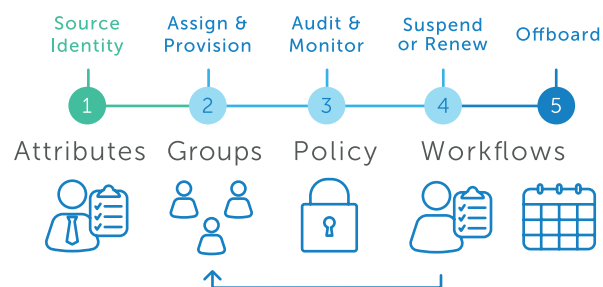 Source
Identity
Assign &
Provision
Audit &
Monitor
Suspend
or Renew
Offboard
1
2
3
4
5
Attributes
Groups
Policy
Workflows